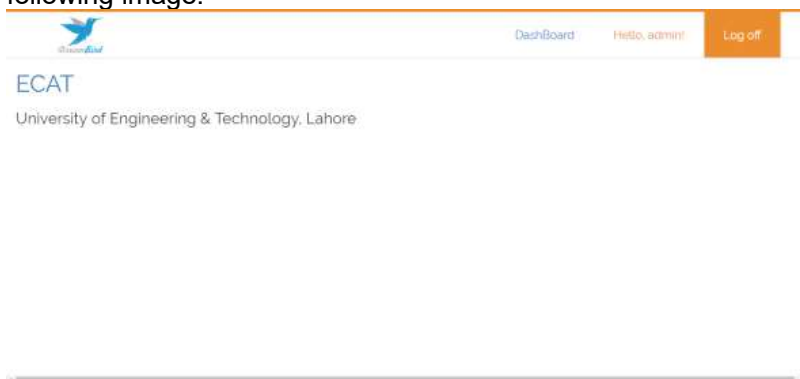 following image.
DashBoard Hello, admin! Log off
ECAT
University of Engineering & Technology, Lahore